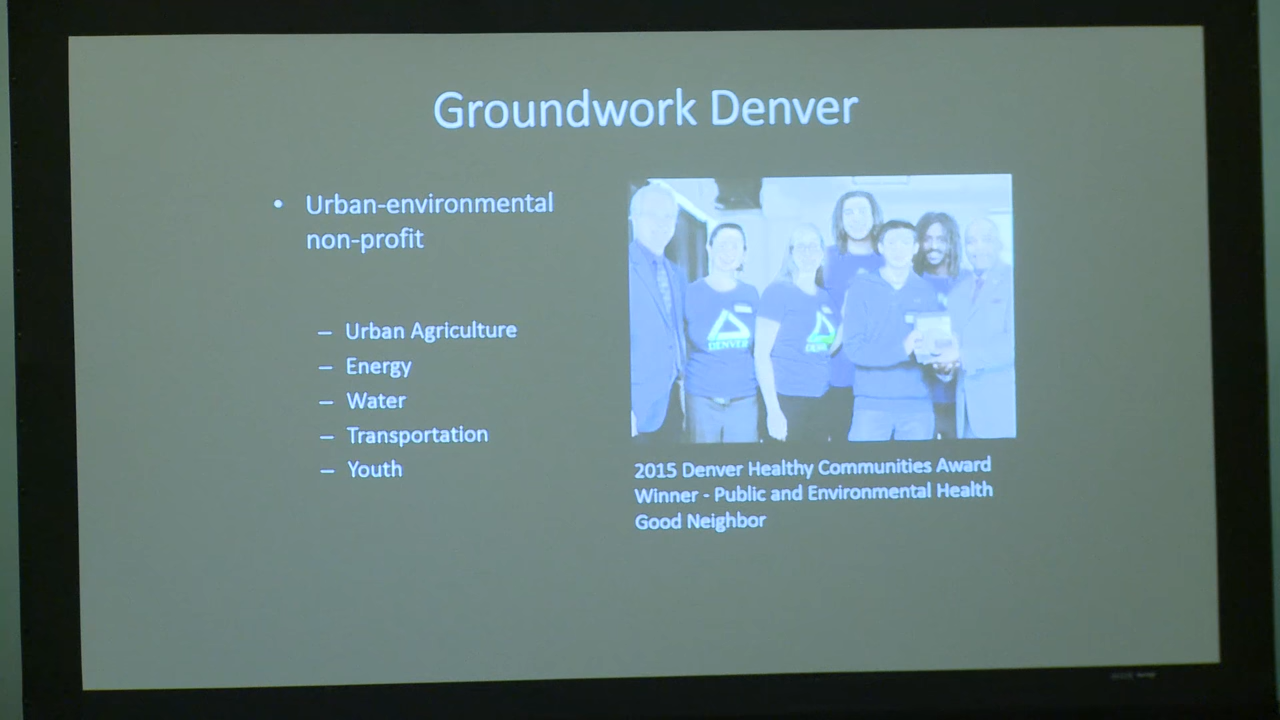 Groundwork Denver
• Urban-environmental
non-profit
– Urban Agriculture
– Energy
– Water
– Transportation
– Youth
DENVER
2015 Denver Healthy Communities Award
Winner - Public and Environmental Health
Good Neighbor